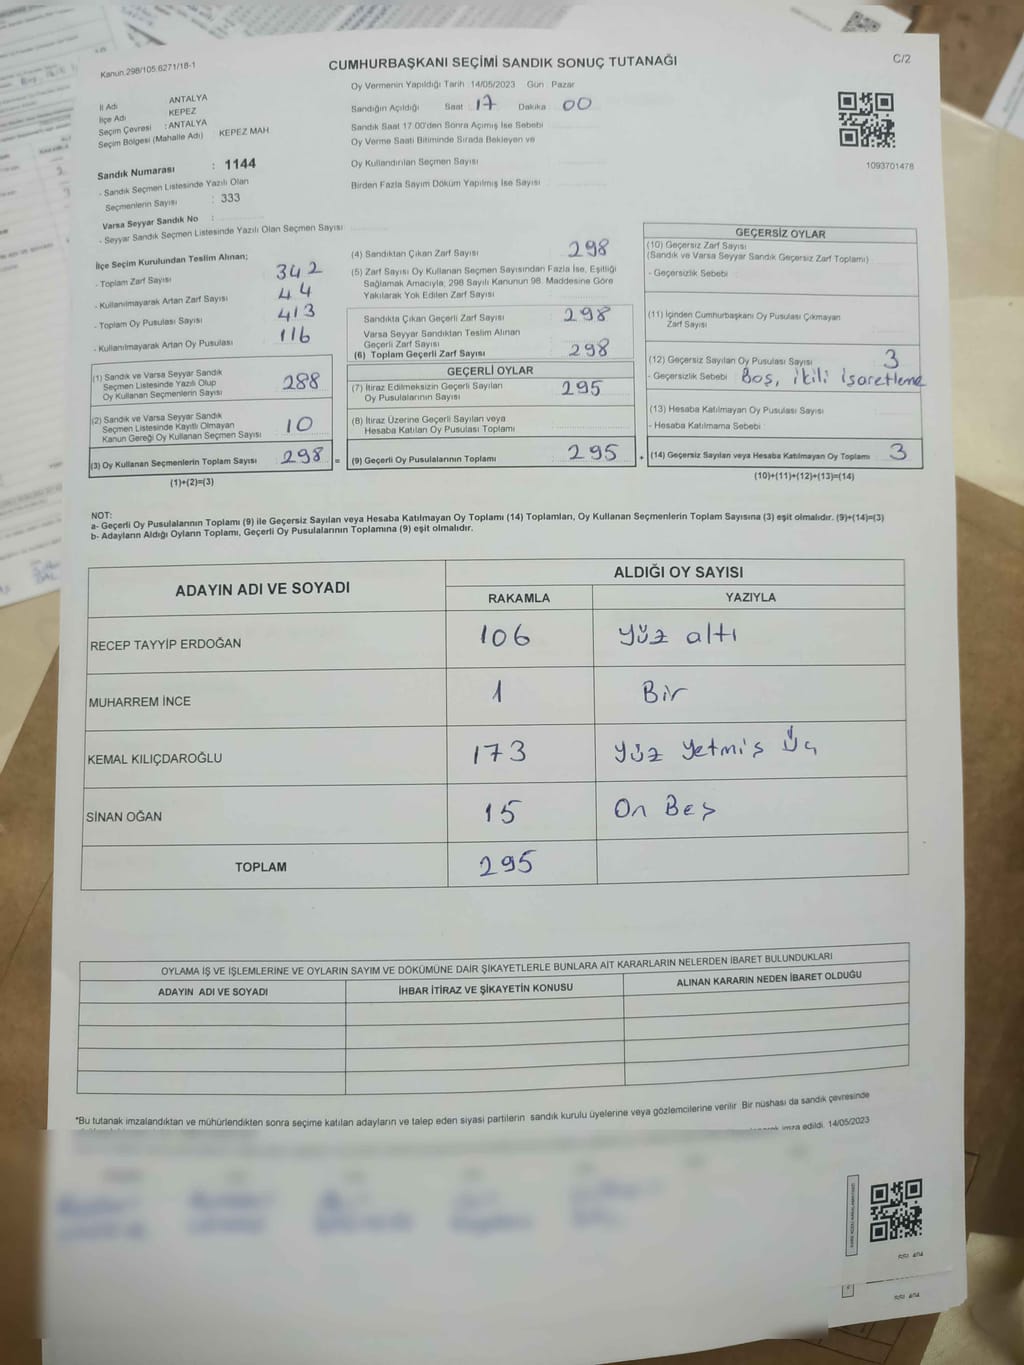 Kanun.298/105.6271/18-1
CUMHURBAŞKANI SEÇİMİ SANDIK SONUÇ TUTANAĞI
C/2
Oy Vermenin Yapıldığı Tarih 14/05/2023 Gün Pazar
İl Adı ANTALYA
İlçe Adı KEPEZ
Seçim Çevresi : ANTALYA
Seçim Bölgesi (Mahalle Adı) KEPEZ MAH
Sandığın Açıldığı Saat 17 Dakika 00
Sandık Saat 17:00'den Sonra Açımış İse Sebebi
Oy Verme Saati Bitiminde Sırada Bekleyen ve
Oy Kullandırılan Seçmen Sayısı
Birden Fazla Sayım Döküm Yapılmış İse Sayısı
1093701478
Sandık Numarası : 1144
- Sandık Seçmen Listesinde Yazılı Olan
Seçmenlerin Sayısı : 333
Varsa Seyyar Sandık No :
- Seyyar Sandık Seçmen Listesinde Yazılı Olan Seçmen Sayısı:
İlçe Seçim Kurulundan Teslim Alınan;
- Toplam Zarf Sayısı 342
- Kullanılmayarak Artan Zarf Sayısı 44
- Toplam Oy Pusulası Sayısı 413
- Kullanılmayarak Artan Oy Pusulası 116
(1) Sandık ve Varsa Seyyar Sandık
Seçmen Listesinde Yazılı Olup
Oy Kullanan Seçmenlerin Sayısı 288
(2) Sandık ve Varsa Seyyar Sandık
Seçmen Listesinde Kayıtlı Olmayan
Kanun Gereği Oy Kullanan Seçmen Sayısı 10
(3) Oy Kullanan Seçmenlerin Toplam Sayısı 298 =
(1)+(2)=(3)
(4) Sandıktan Çıkan Zarf Sayısı 298
(5) Zarf Sayısı Oy Kullanan Seçmen Sayısından Fazla İse, Eşitliği
Sağlamak Amacıyla; 298 Sayılı Kanunun 98. Maddesine Göre
Yakılarak Yok Edilen Zarf Sayısı
Sandıkta Çıkan Geçerli Zarf Sayısı 298
Varsa Seyyar Sandıktan Teslim Alınan
Geçerli Zarf Sayısı
(6) Toplam Geçerli Zarf Sayısı 298
GEÇERLİ OYLAR
(7) İtiraz Edilmeksizin Geçerli Sayılan
Oy Pusulalarının Sayısı 295
(8) İtiraz Üzerine Geçerli Sayılan veya
Hesaba Katılan Oy Pusulası Toplamı
(9) Geçerli Oy Pusulalarının Toplamı 295
GEÇERSİZ OYLAR
(10) Geçersiz Zarf Sayısı
(Sandık ve Varsa Seyyar Sandık Geçersiz Zarf Toplamı)
- Geçersizlik Sebebi :
(11) İçinden Cumhurbaşkanı Oy Pusulası Çıkmayan
Zarf Sayısı
(12) Geçersiz Sayılan Oy Pusulası Sayısı 3
- Geçersizlik Sebebi : Boş, ikili işaretleme
(13) Hesaba Katılmayan Oy Pusulası Sayısı
- Hesaba Katılmama Sebebi :
(14) Geçersiz Sayılan veya Hesaba Katılmayan Oy Toplamı 3
(10)+(11)+(12)+(13)=(14)
NOT:
a- Geçerli Oy Pusulalarının Toplamı (9) ile Geçersiz Sayılan veya Hesaba Katılmayan Oy Toplamı (14) Toplamları, Oy Kullanan Seçmenlerin Toplam Sayısına (3) eşit olmalıdır. (9)+(14)=(3)
b- Adayların Aldığı Oyların Toplamı, Geçerli Oy Pusulalarının Toplamına (9) eşit olmalıdır.
ADAYIN ADI VE SOYADI
ALDIĞI OY SAYISI
RAKAMLA YAZIYLA
RECEP TAYYİP ERDOĞAN 106 Yüz altı
MUHARREM İNCE 1 Bir
KEMAL KILIÇDAROĞLU 173 Yüz Yetmiş Üç
SİNAN OĞAN 15 On Beş
TOPLAM 295
OYLAMA İŞ VE İŞLEMLERİNE VE OYLARIN SAYIM VE DÖKÜMÜNE DAİR ŞİKAYETLERLE BUNLARA AİT KARARLARIN NELERDEN İBARET BULUNDUKLARI
ADAYIN ADI VE SOYADI İHBAR İTİRAZ VE ŞİKAYETİN KONUSU ALINAN KARARIN NEDEN İBARET OLDUĞU
*Bu tutanak imzalandıktan ve mühürlendikten sonra seçime katılan adayların ve talep eden siyasi partilerin sandık kurulu üyelerine veya gözlemcilerine verilir. Bir nüshası da sandık çevresinde
imza edildi. 14/05/2023